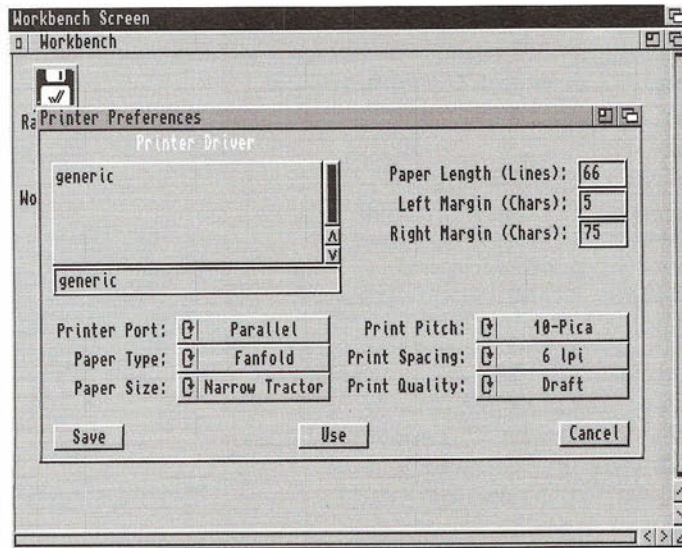 Workbench Screen
Workbench
Ra
Printer Preferences
Printer Driver
generic
Wo
generic
Paper Length (Lines): 66
Left Margin (Chars): 5
Right Margin (Chars): 75
Printer Port: Parallel
Paper Type: Fanfold
Paper Size: Narrow Tractor
Print Pitch: 10-Pica
Print Spacing: 6 lpi
Print Quality: Draft
Save
Use
Cancel